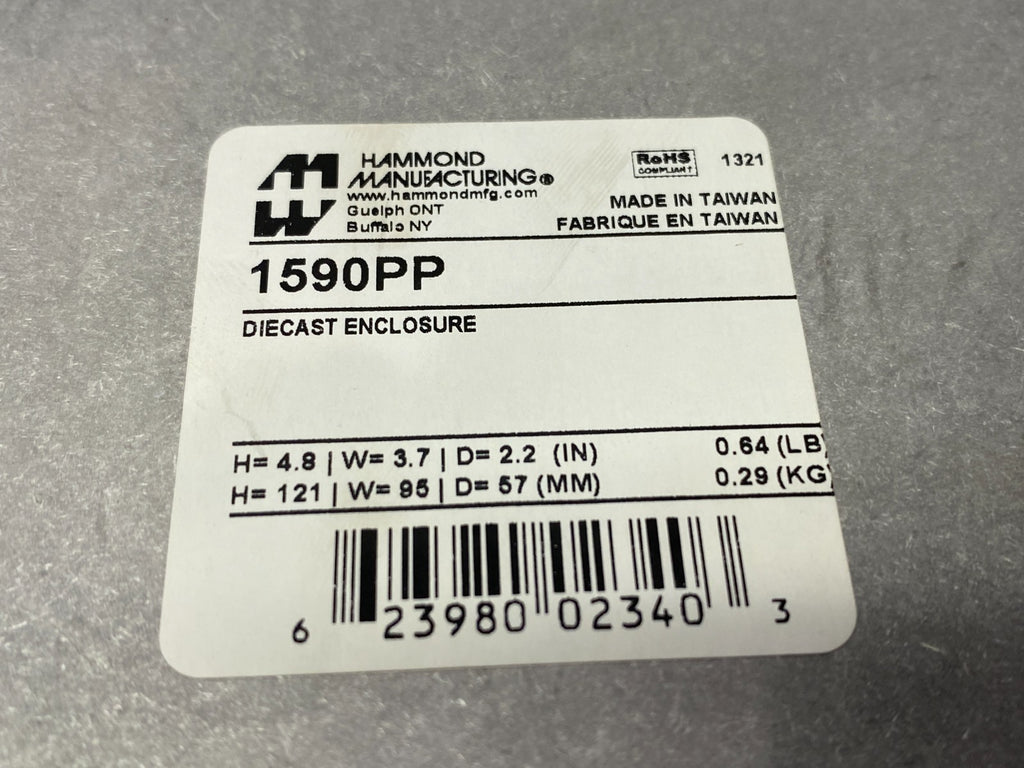 HAMMOND
MANUFACTURING®
www.hammondmfg.com
Guelph ONT
Buffalo NY
RoHS
COMPLIANT
1321
MADE IN TAIWAN
FABRIQUE EN TAIWAN
1590PP
DIECAST ENCLOSURE
H= 4.8 | W= 3.7 | D= 2.2 (IN) 0.64 (LB)
H= 121 | W= 95 | D= 57 (MM) 0.29 (KG)
6 23980 02340 3